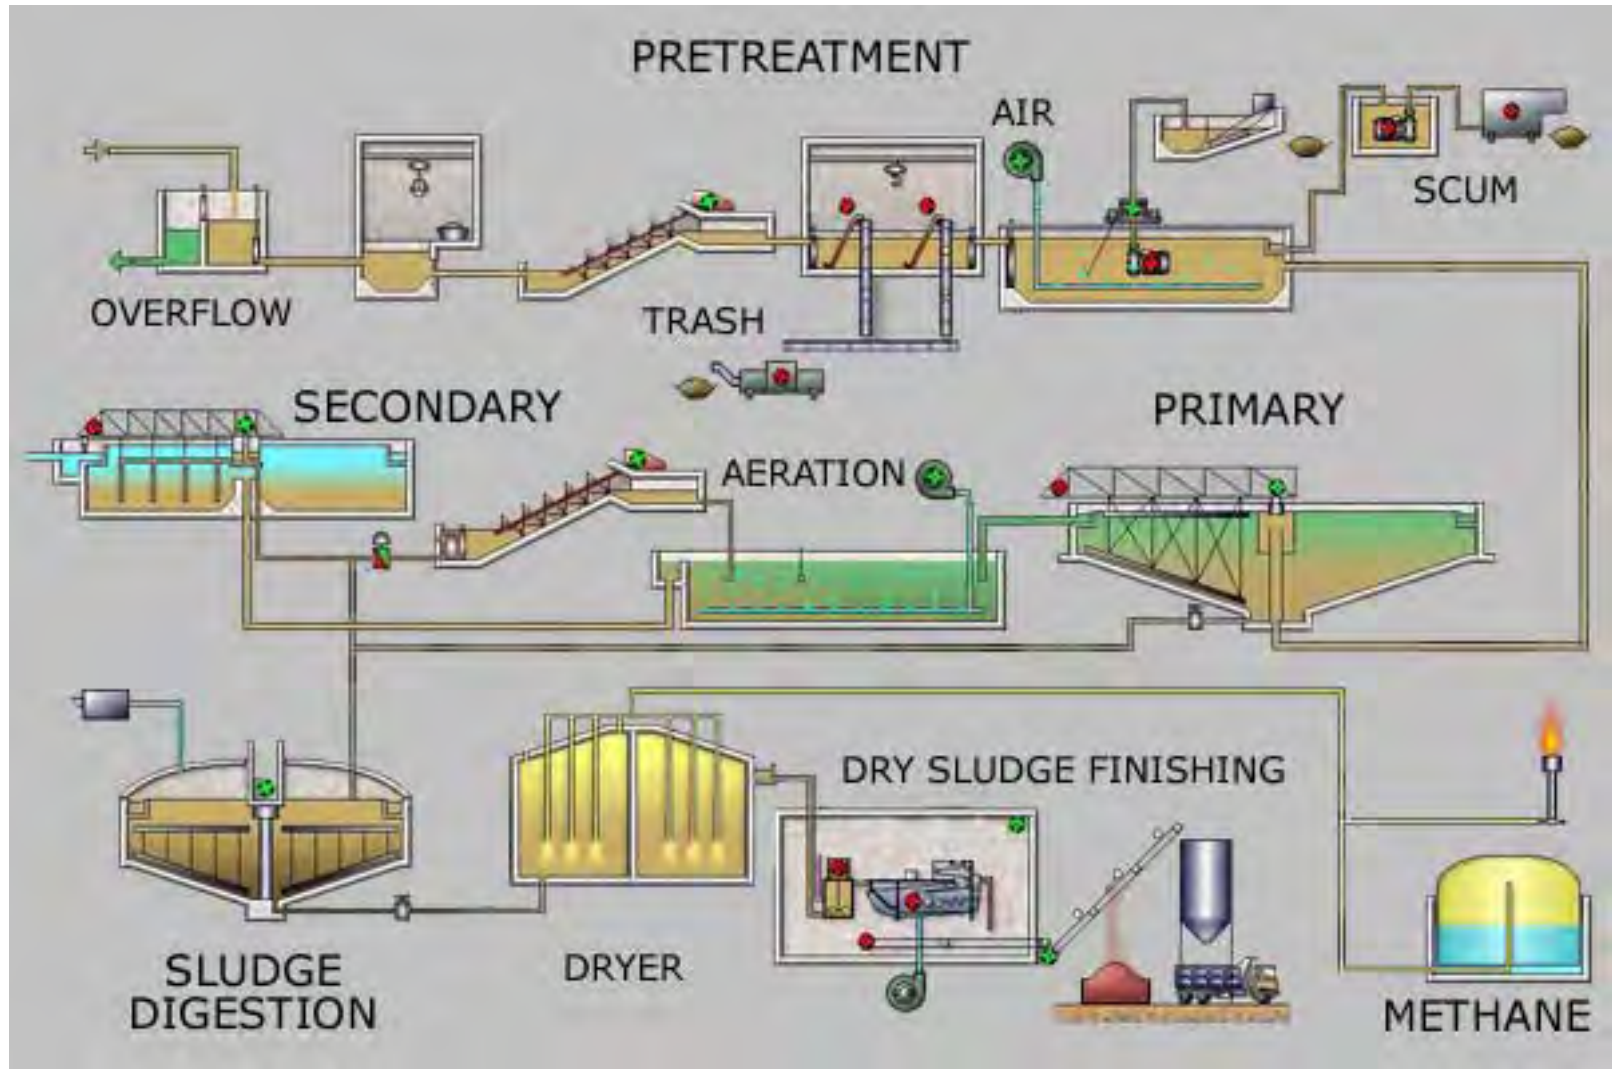 PRETREATMENT
AIR
SCUM
OVERFLOW
TRASH
SECONDARY
PRIMARY
AERATION
DRY SLUDGE FINISHING
SLUDGE
DIGESTION
DRYER
METHANE